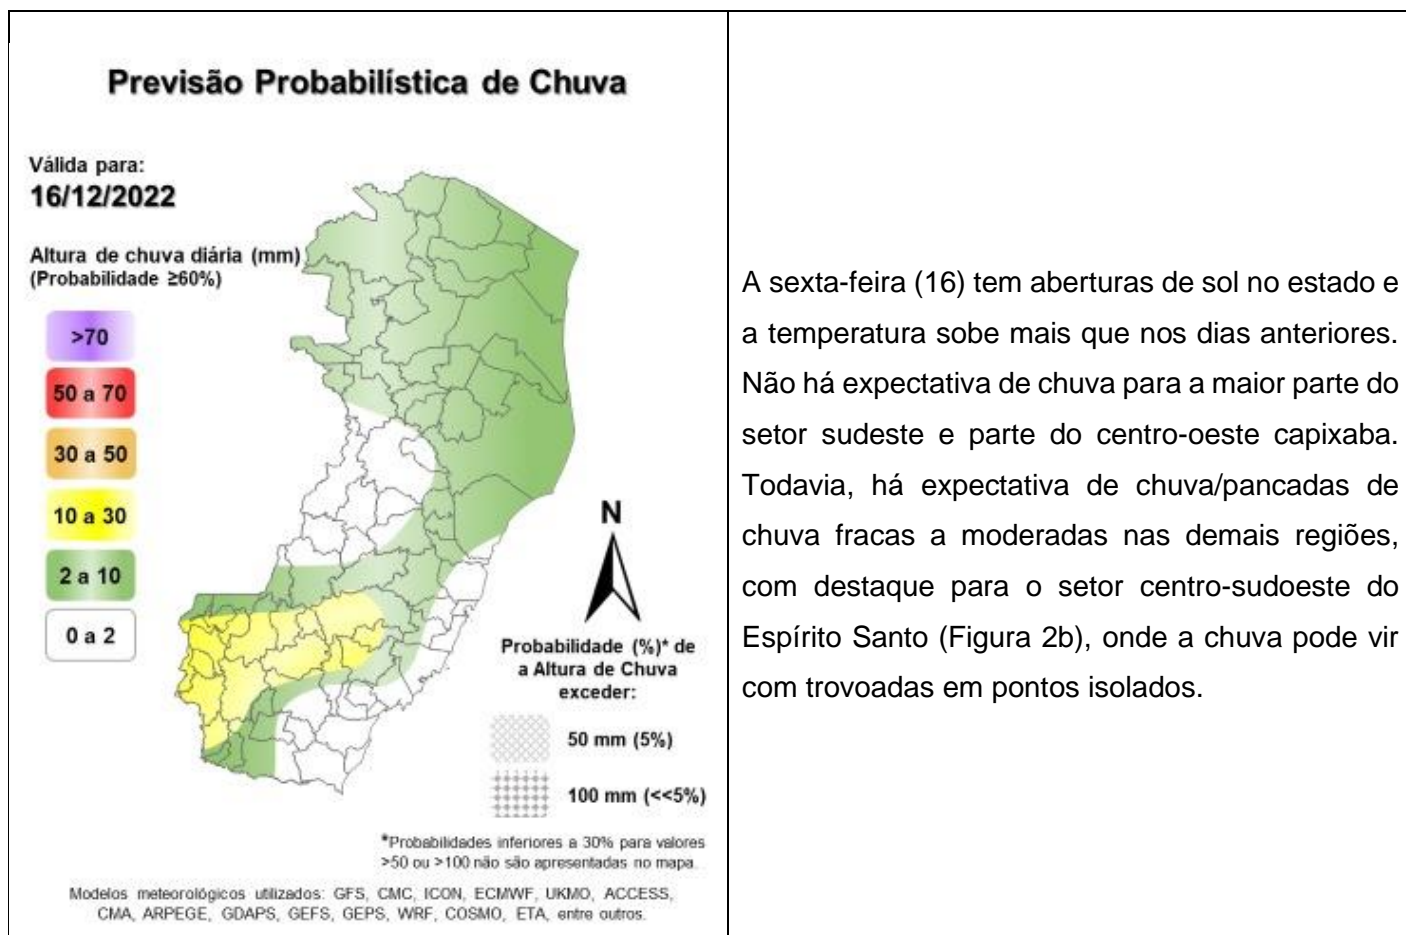 Previsão Probabilística de Chuva
Válida para:
16/12/2022
Altura de chuva diária (mm)
(Probabilidade ≥60%)
>70
50 a 70
30 a 50
10 a 30
2 a 10
0 a 2
N
Probabilidade (%)* de
a Altura de Chuva
exceder:
50 mm (5%)
100 mm (<<5%)
*Probabilidades inferiores a 30% para valores
>50 ou >100 não são apresentadas no mapa.
Modelos meteorológicos utilizados: GFS, CMC, ICON, ECMWF, UKMO, ACCESS,
CMA, ARPEGE, GDAPS, GEFS, GEPS, WRF, COSMO, ETA, entre outros.
A sexta-feira (16) tem aberturas de sol no estado e
a temperatura sobe mais que nos dias anteriores.
Não há expectativa de chuva para a maior parte do
setor sudeste e parte do centro-oeste capixaba.
Todavia, há expectativa de chuva/pancadas de
chuva fracas a moderadas nas demais regiões,
com destaque para o setor centro-sudoeste do
Espírito Santo (Figura 2b), onde a chuva pode vir
com trovoadas em pontos isolados.